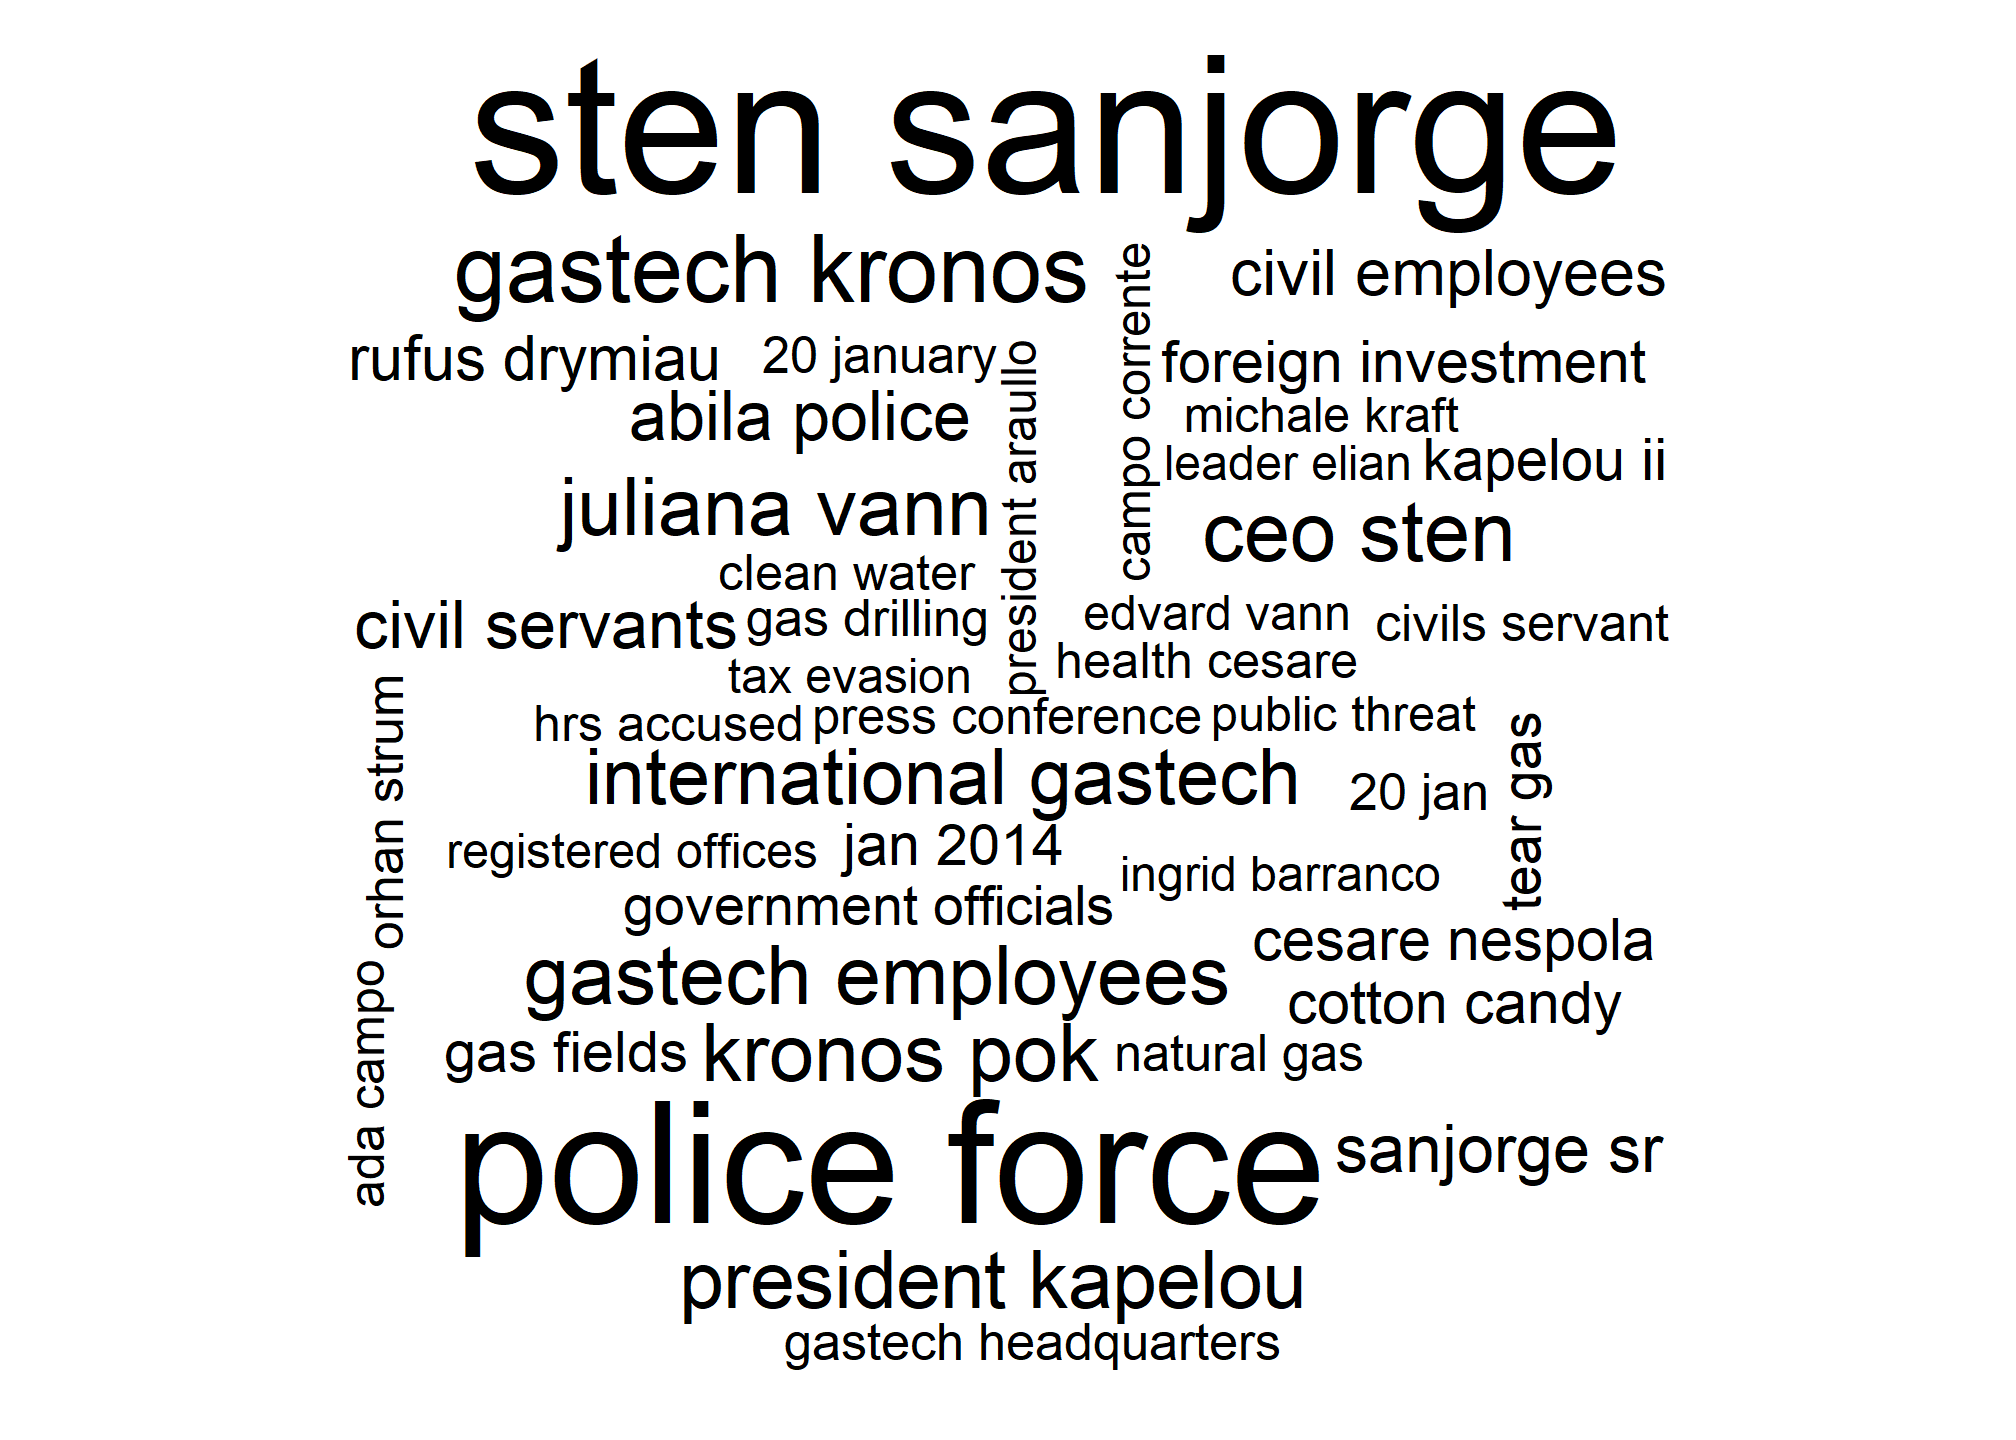 sten sanjorge
gastech kronos
campo corrente
civil employees
rufus drymiau
20 january
president araullo
foreign investment
abila police
michale kraft
leader elian
kapelou ii
juliana vann
ceo sten
clean water
civil servants
gas drilling
edvard vann
civils servant
tax evasion
health cesare
orhan strum
hrs accused
press conference
public threat
tear gas
international gastech
20 jan
registered offices
jan 2014
ingrid barranco
government officials
cesare nespola
ada campo
gastech employees
cotton candy
gas fields
kronos pok
natural gas
police force
sanjorge sr
president kapelou
gastech headquarters